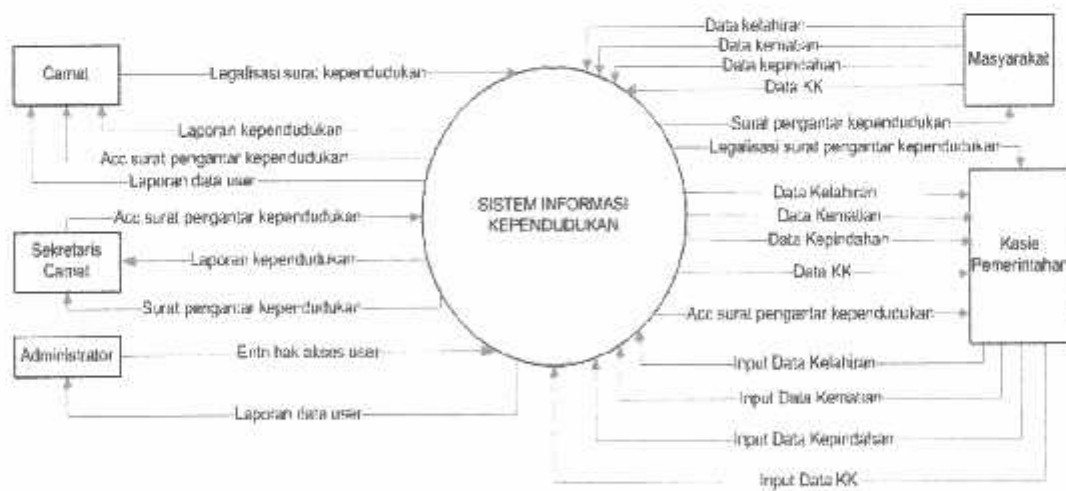 Camat
Legalisasi surat kependudukan
Laporan kependudukan
Acc surat pengantar kependudukan
Laporan data user
Acc surat pengantar kependudukan
Sekretaris
Camat
Laporan kependudukan
Surat pengantar kependudukan
Administrator
Entri hak akses user
Laporan data user
SISTEM INFORMASI
KEPENDUDUKAN
Data kelahiran
Data kematian
Data kepindahan
Data KK
Masyarakat
Surat pengantar kependudukan
Legalisasi surat pengantar kependudukan
Data Kelahiran
Data Kematian
Data Kepindahan
Data KK
Kasie
Pemerintahan
Acc surat pengantar kependudukan
Input Data Kelahiran
Input Data Kematian
Input Data Kepindahan
Input Data KK